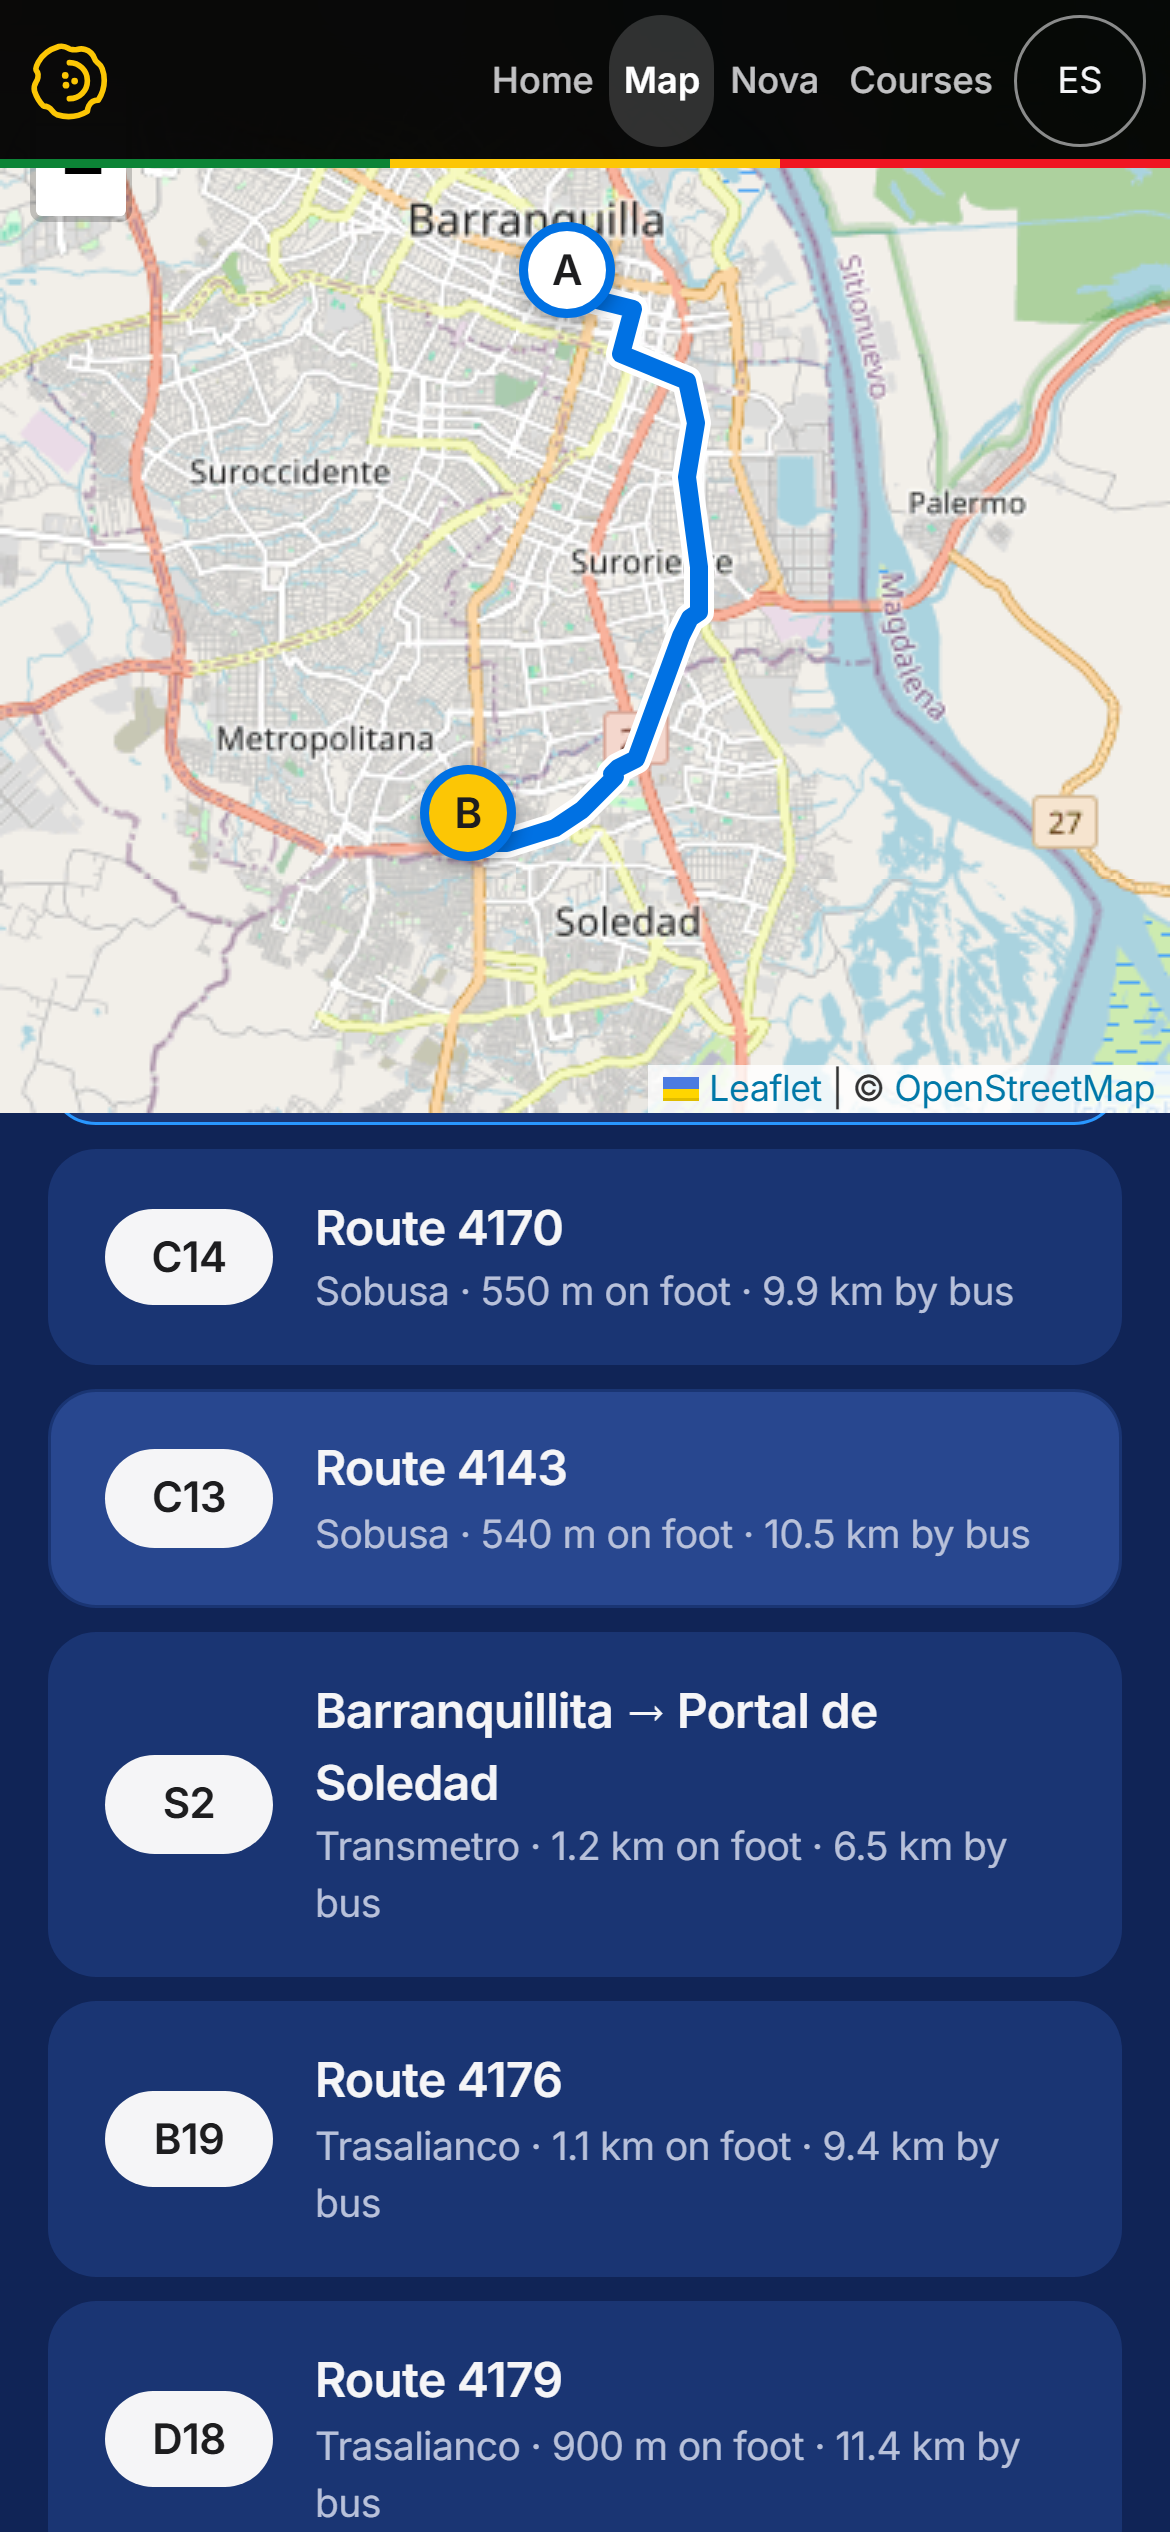 Home Map Nova Courses ES
Barranquilla
A
Sitionuevo
Suroccidente
Palermo
Magdalena
Metropolitana
B
27
Soledad
Leaflet | © OpenStreetMap
C14
Route 4170
Sobusa · 550 m on foot · 9.9 km by bus
C13
Route 4143
Sobusa · 540 m on foot · 10.5 km by bus
S2
Barranquillita → Portal de
Soledad
Transmetro · 1.2 km on foot · 6.5 km by
bus
B19
Route 4176
Trasalianco · 1.1 km on foot · 9.4 km by
bus
D18
Route 4179
Trasalianco · 900 m on foot · 11.4 km by
bus